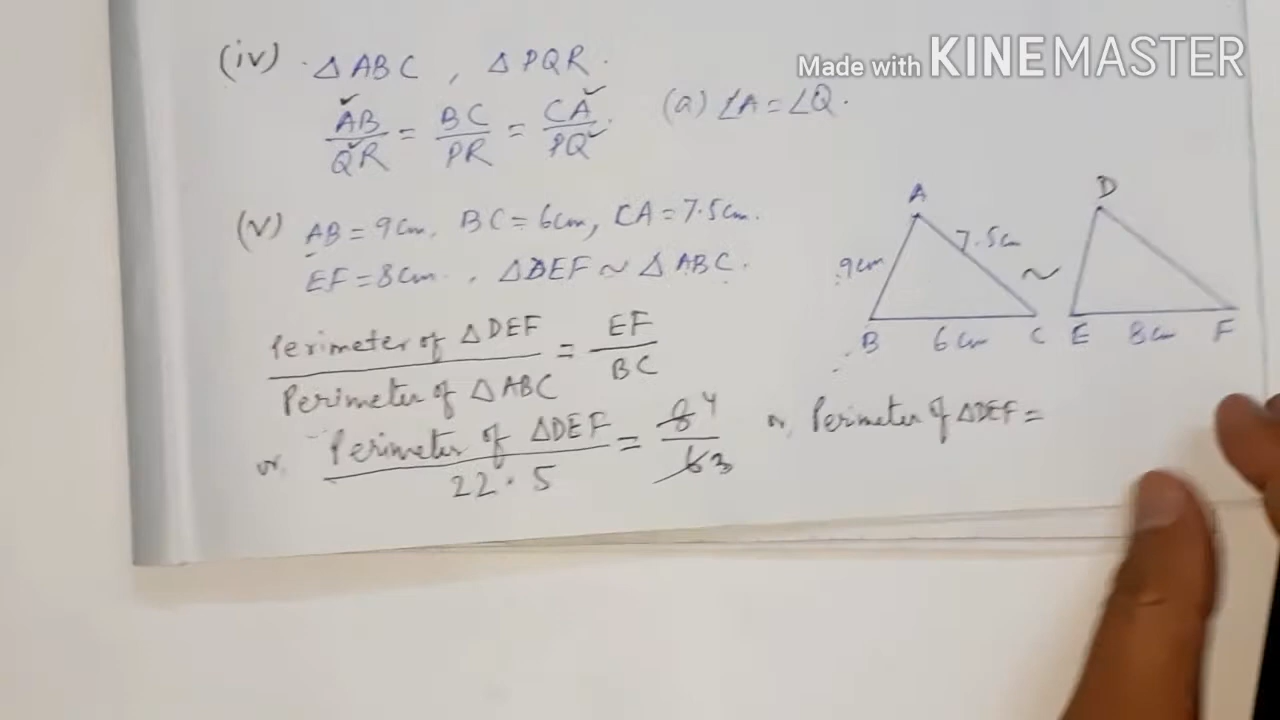 (iv) ΔABC , ΔPQR.
Made with KINEMASTER
AB/QR = BC/PR = CA/PQ. (a) ∠A = ∠Q.
(v) AB = 9cm, BC = 6cm, CA = 7.5cm.
EF = 8cm. , ΔDEF ~ ΔABC.
A D
9cm 7.5cm ~
B 6cm C E 8cm F
Perimeter of ΔDEF / Perimeter of ΔABC = EF/BC
or, Perimeter of ΔDEF / 22.5 = 8 4 / 6 3 or, Perimeter of ΔDEF =